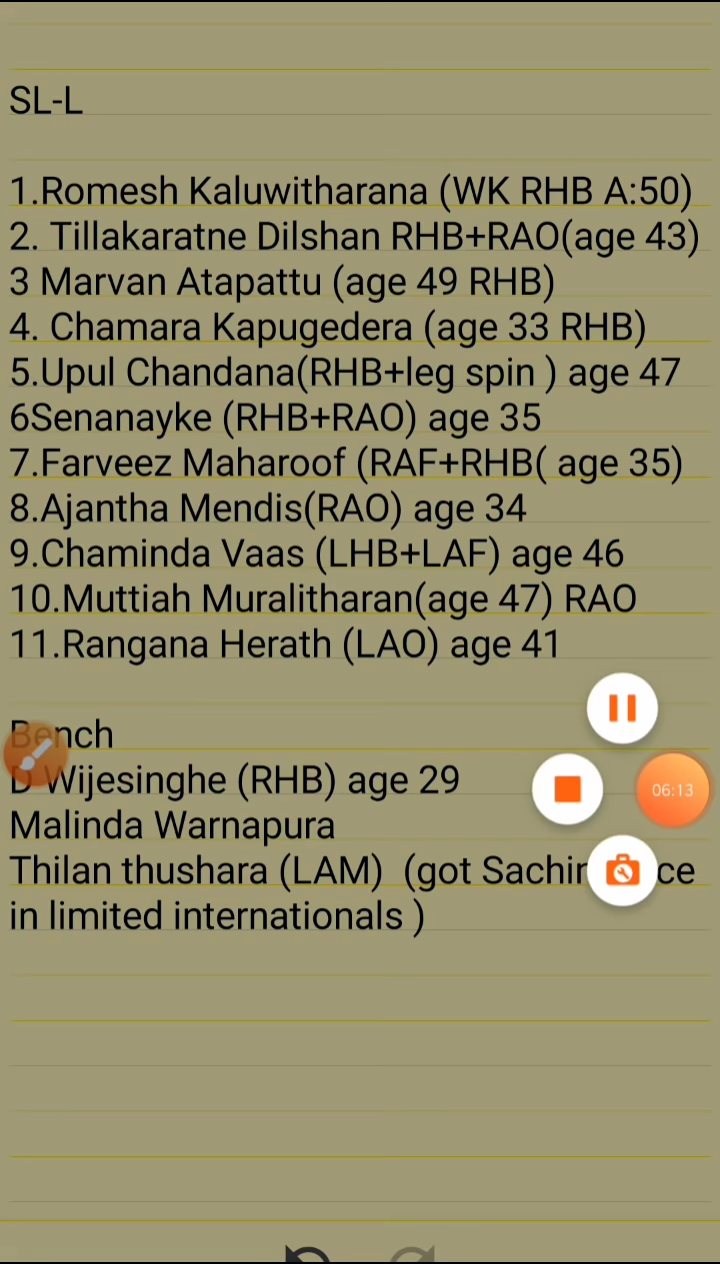 SL-L
1.Romesh Kaluwitharana (WK RHB A:50)
2. Tillakaratne Dilshan RHB+RAO(age 43)
3 Marvan Atapattu (age 49 RHB)
4. Chamara Kapugedera (age 33 RHB)
5.Upul Chandana(RHB+leg spin ) age 47
6Senanayke (RHB+RAO) age 35
7.Farveez Maharoof (RAF+RHB( age 35)
8.Ajantha Mendis(RAO) age 34
9.Chaminda Vaas (LHB+LAF) age 46
10.Muttiah Muralitharan(age 47) RAO
11.Rangana Herath (LAO) age 41
Bench
D Wijesinghe (RHB) age 29
06:13
Malinda Warnapura
Thilan thushara (LAM) (got
in limited internationals )